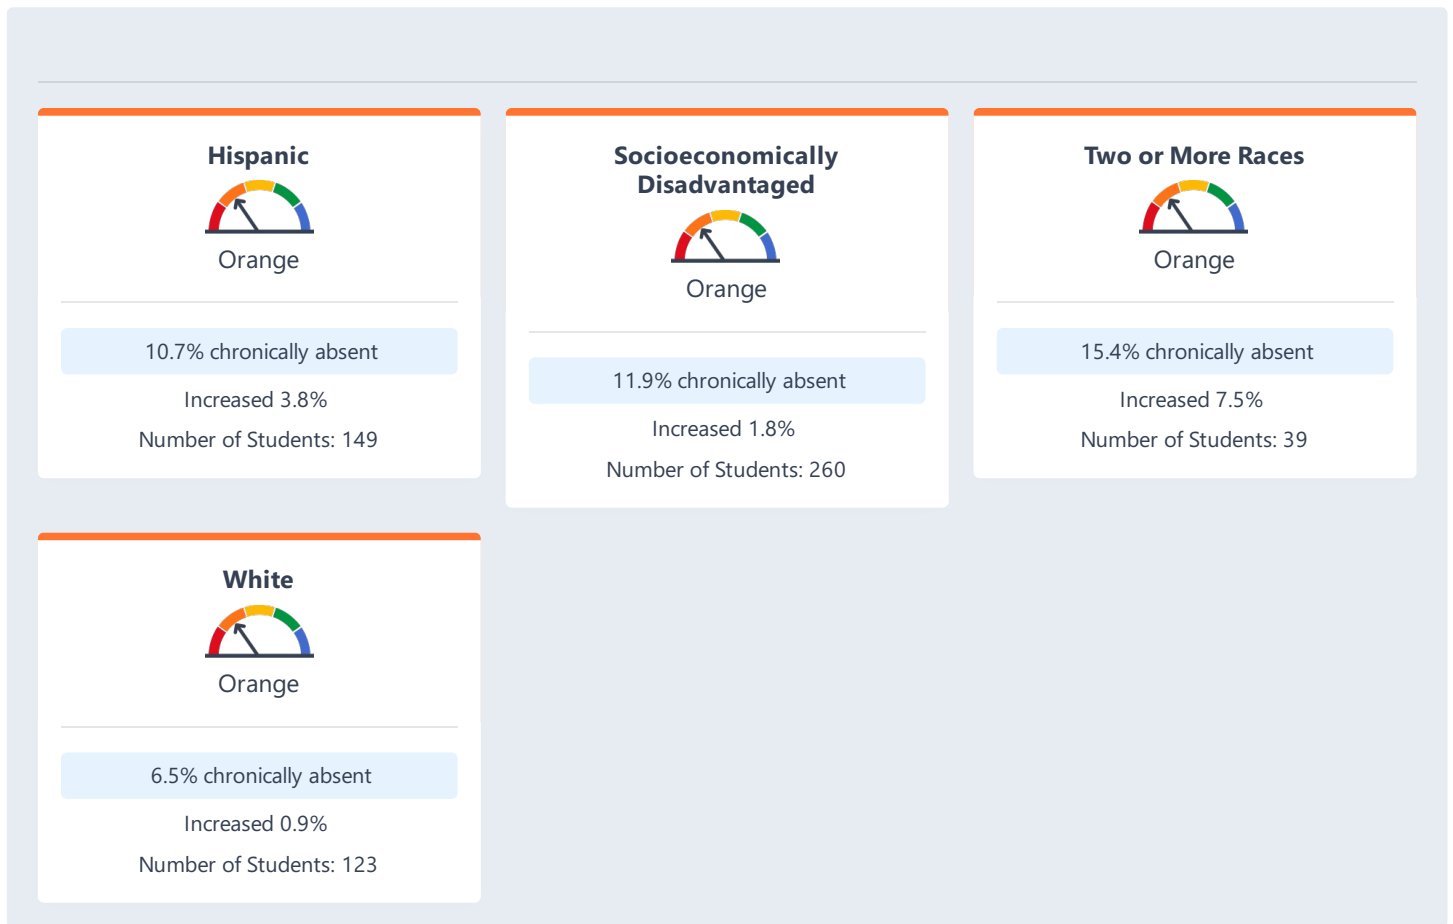 Hispanic
Orange
10.7% chronically absent
Increased 3.8%
Number of Students: 149
Socioeconomically
Disadvantaged
Orange
11.9% chronically absent
Increased 1.8%
Number of Students: 260
Two or More Races
Orange
15.4% chronically absent
Increased 7.5%
Number of Students: 39
White
Orange
6.5% chronically absent
Increased 0.9%
Number of Students: 123